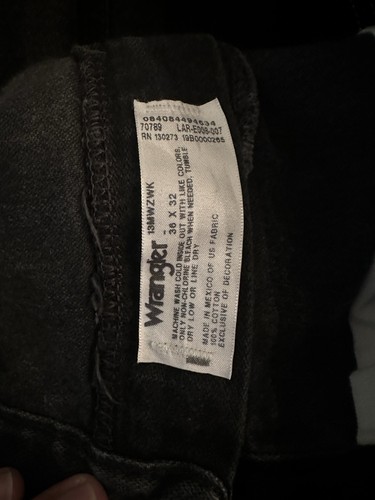 084084494634
70789 LAR-E008-007
RN 130273 19B0000265
Wrangler 13MWZWK
36 X 32
MACHINE WASH COLD INSIDE OUT WITH LIKE COLORS,
ONLY NON-CHLORINE BLEACH WHEN NEEDED, TUMBLE
DRY LOW OR LINE DRY
MADE IN MEXICO OF US FABRIC
100% COTTON
EXCLUSIVE OF DECORATION